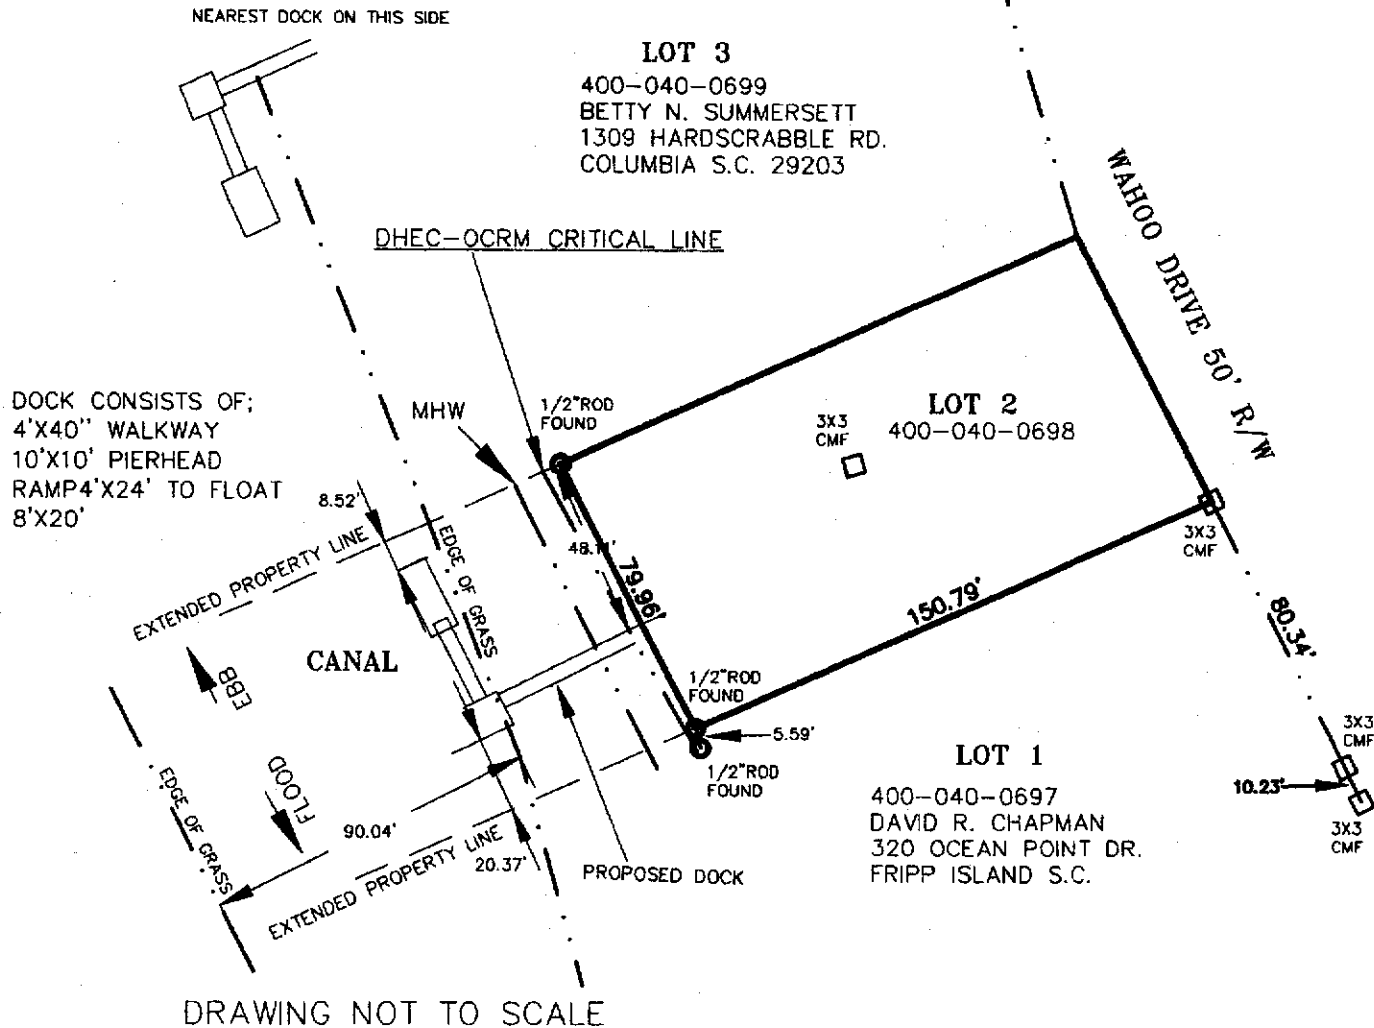 NEAREST DOCK ON THIS SIDE
LOT 3
400-040-0699
BETTY N. SUMMERSETT
1309 HARDSCRABBLE RD.
COLUMBIA S.C. 29203
WAHOO DRIVE 50' R/W
DHEC-OCRM CRITICAL LINE
DOCK CONSISTS OF;
4'X40" WALKWAY
10'X10' PIERHEAD
RAMP4'X24' TO FLOAT
8'X20'
MHW
1/2"ROD
FOUND
LOT 2
400-040-0698
3X3
CMF
8.52'
EXTENDED PROPERTY LINE
EDGE OF GRASS
48.11'
79.96'
150.79'
3X3
CMF
80.34'
CANAL
EBB
FLOOD
EDGE OF GRASS
1/2"ROD
FOUND
5.59'
1/2"ROD
FOUND
LOT 1
400-040-0697
DAVID R. CHAPMAN
320 OCEAN POINT DR.
FRIPP ISLAND S.C.
3X3
CMF
10.23'
3X3
CMF
90.04'
20.37'
EXTENDED PROPERTY LINE
PROPOSED DOCK
DRAWING NOT TO SCALE